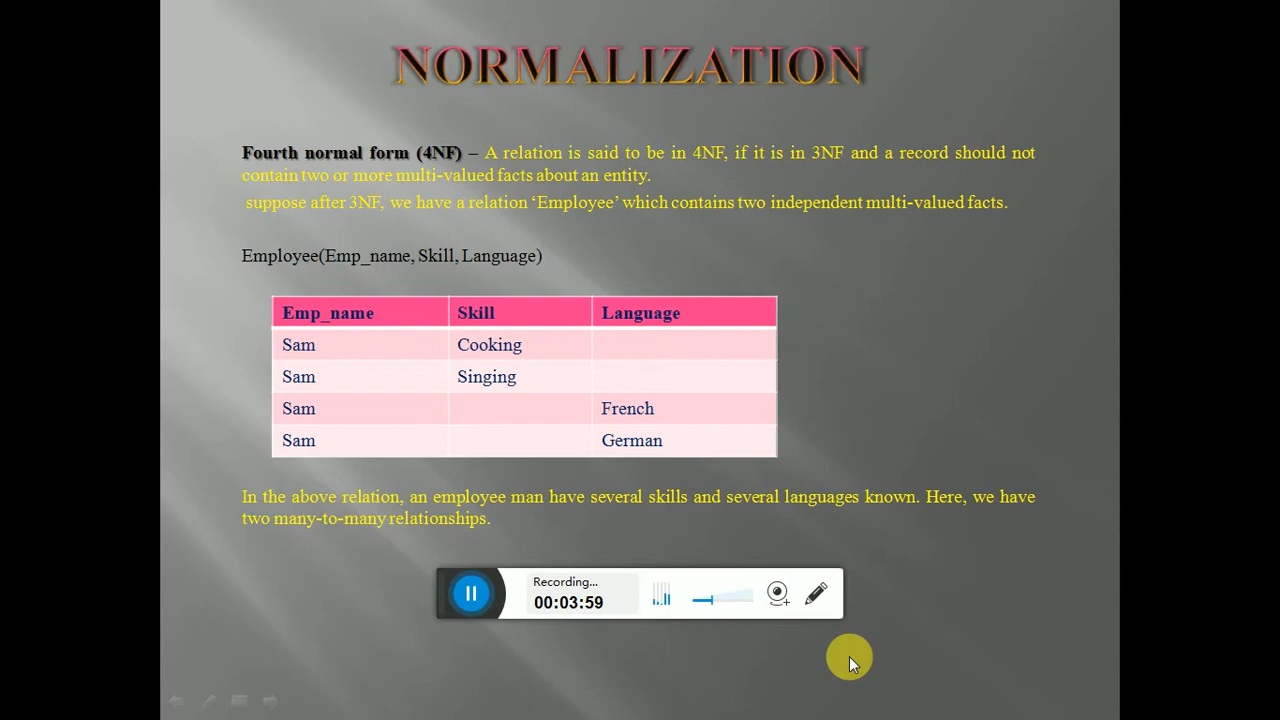 NORMALIZATION
Fourth normal form (4NF) – A relation is said to be in 4NF, if it is in 3NF and a record should not
contain two or more multi-valued facts about an entity.
suppose after 3NF, we have a relation ‘Employee’ which contains two independent multi-valued facts.
Employee(Emp_name, Skill, Language)
Emp_name Skill Language
Sam Cooking
Sam Singing
Sam French
Sam German
In the above relation, an employee man have several skills and several languages known. Here, we have
two many-to-many relationships.
Recording...
00:03:59